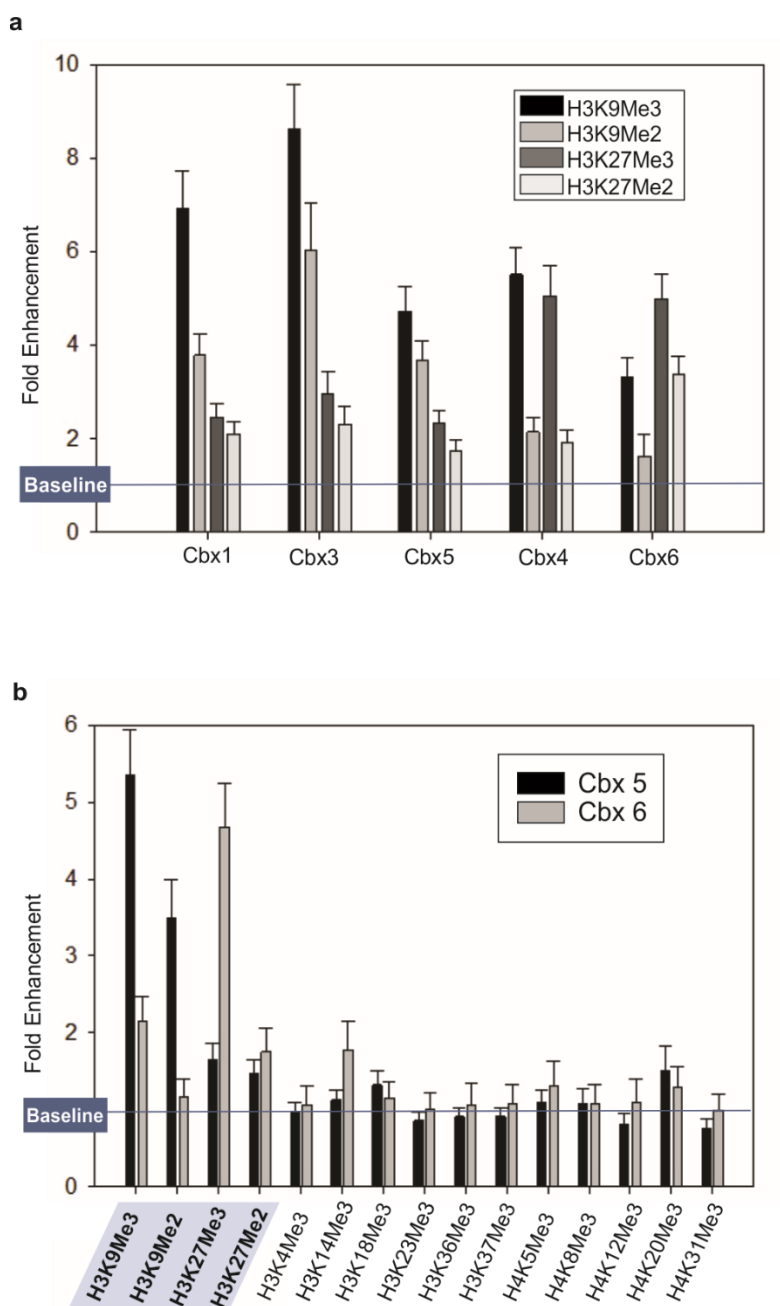 a
10
8
6
4
2
0
Fold Enhancement
Baseline
H3K9Me3
H3K9Me2
H3K27Me3
H3K27Me2
Cbx1 Cbx3 Cbx5 Cbx4 Cbx6
b
6
5
4
3
2
0
Fold Enhancement
Baseline
Cbx 5
Cbx 6
H3K9Me3
H3K9Me2
H3K27Me3
H3K27Me2
H3K4Me3
H3K14Me3
H3K18Me3
H3K23Me3
H3K36Me3
H3K37Me3
H4K5Me3
H4K8Me3
H4K12Me3
H4K20Me3
H4K31Me3